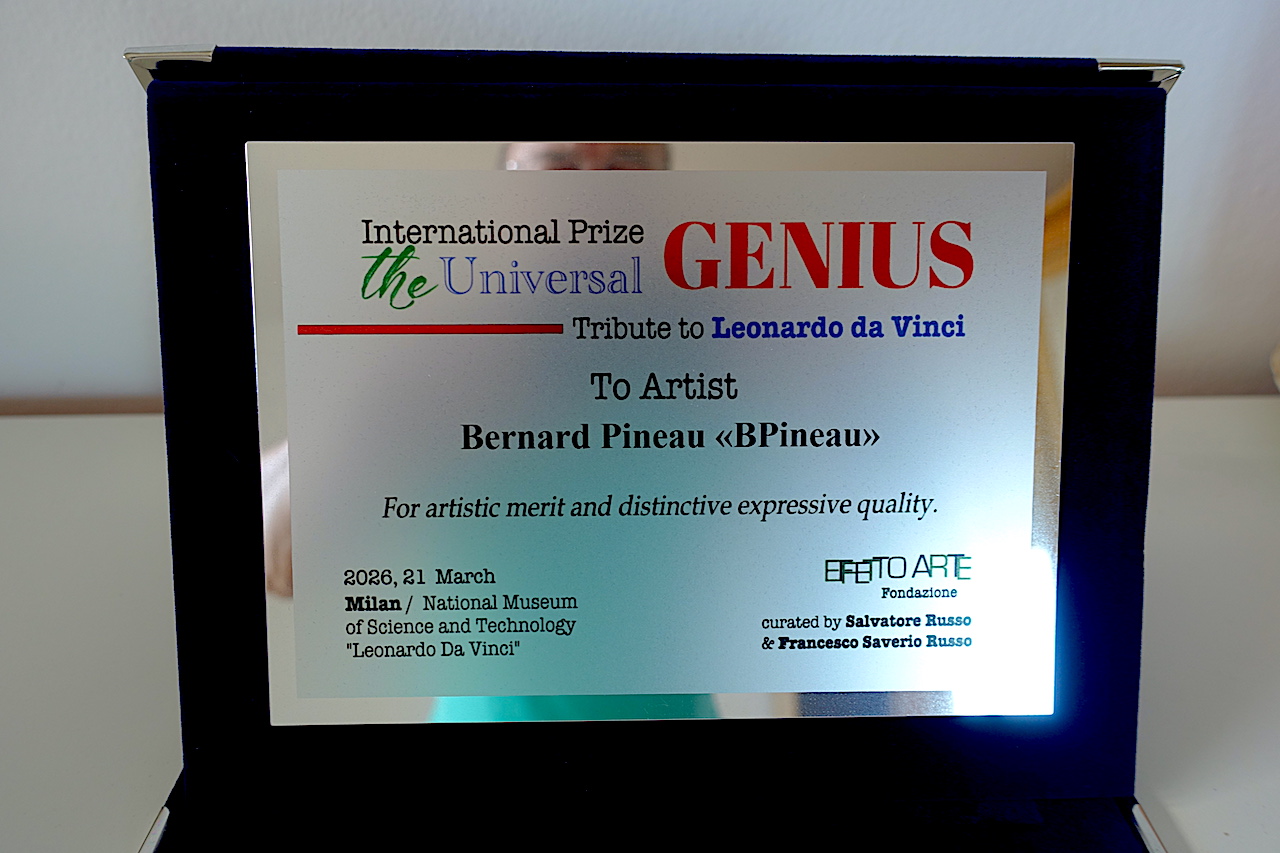 International Prize
the Universal GENIUS
Tribute to Leonardo da Vinci
To Artist
Bernard Pineau «BPineau»
For artistic merit and distinctive expressive quality.
2026, 21 March
Milan / National Museum
of Science and Technology
"Leonardo Da Vinci"
EFFETTO ARTE
Fondazione
curated by Salvatore Russo
& Francesco Saverio Russo